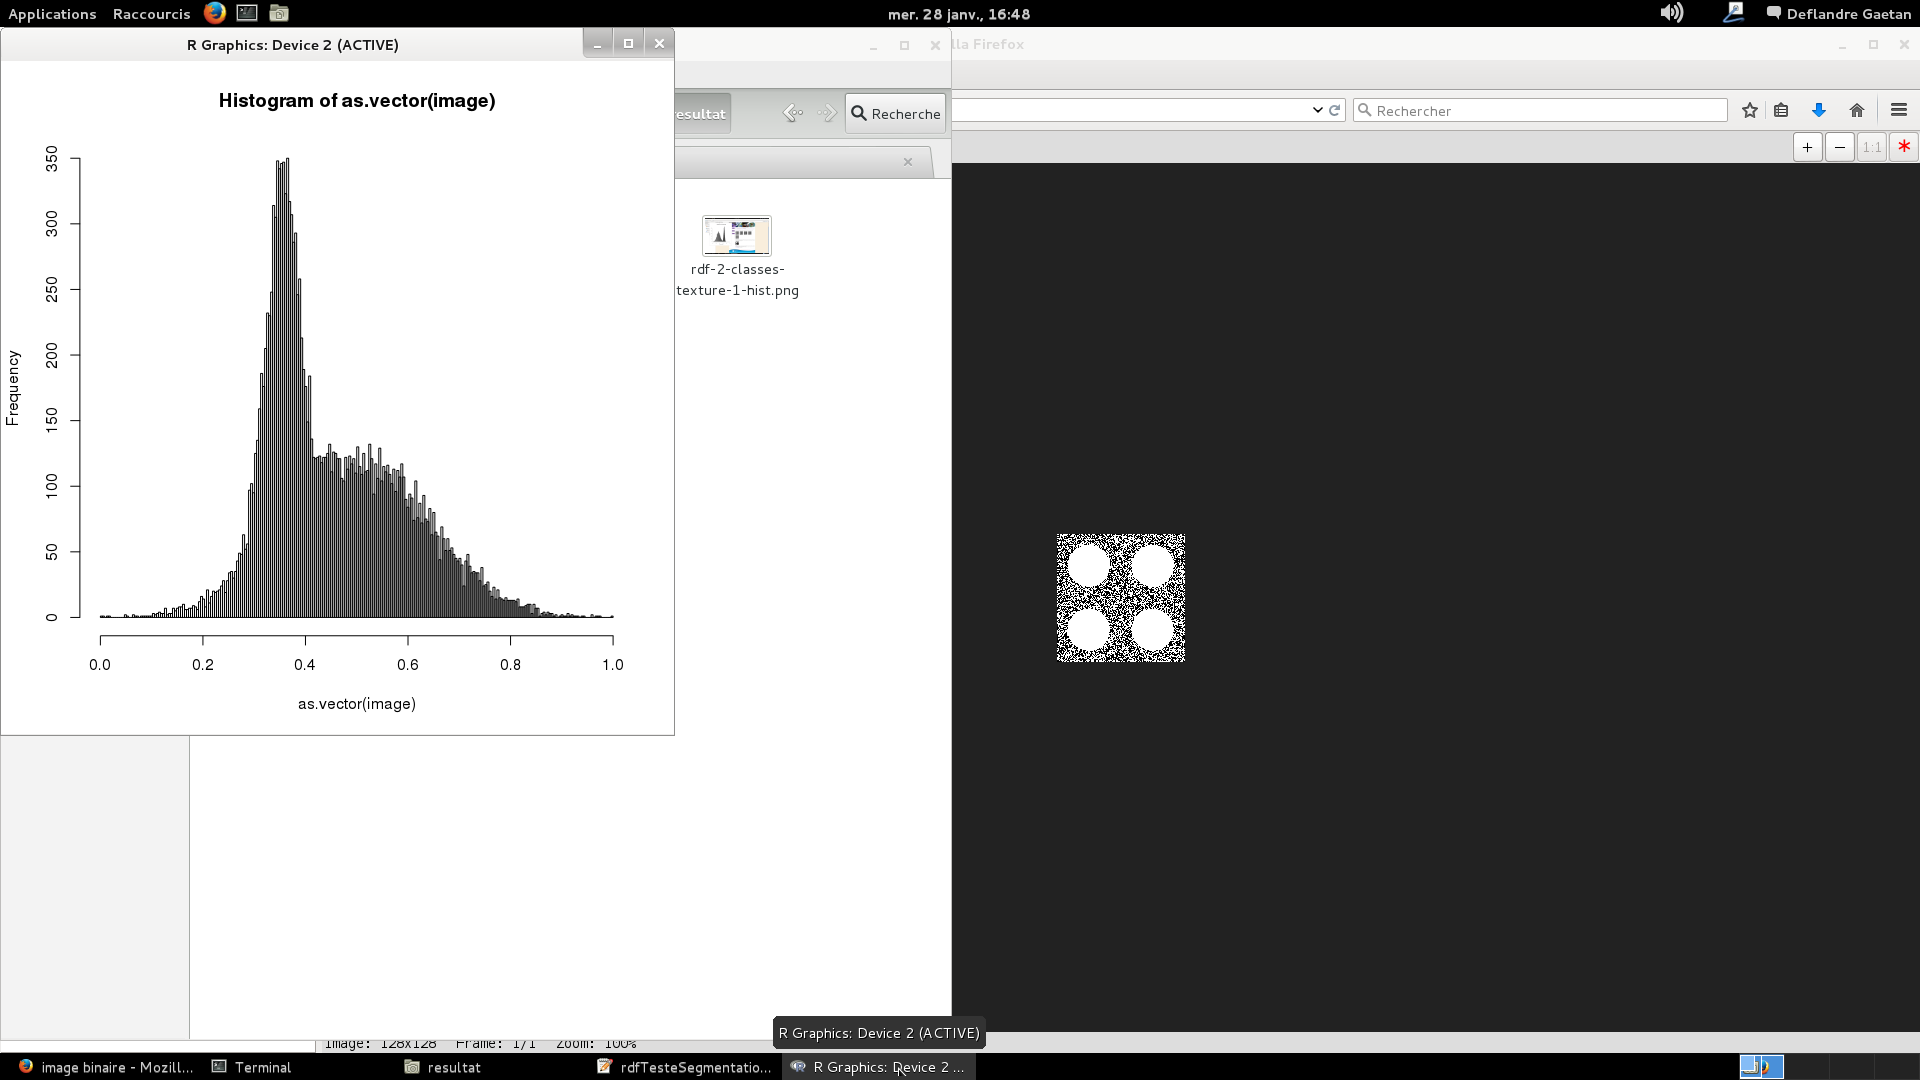 Applications Raccourcis mer. 28 janv., 16:48 Deflandre Gaetan
R Graphics: Device 2 (ACTIVE)
lla Firefox
esultat Recherche
Rechercher
1:1
Histogram of as.vector(image)
Frequency
350
300
250
200
150
100
50
0
0.0 0.2 0.4 0.6 0.8 1.0
as.vector(image)
rdf-2-classes-
texture-1-hist.png
R Graphics: Device 2 (ACTIVE)
Image: 128x128 Frame: 1/1 Zoom: 100%
image binaire - Mozill... Terminal resultat rdfTesteSegmentatio... R Graphics: Device 2 ...